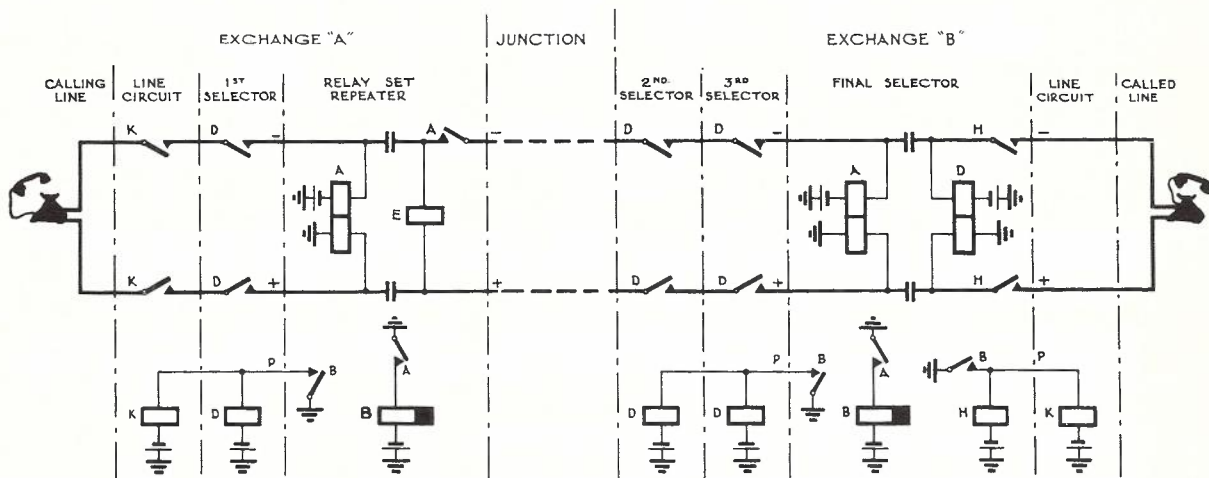 EXCHANGE "A"
JUNCTION
EXCHANGE "B"
CALLING LINE
LINE CIRCUIT
1ST SELECTOR
RELAY SET REPEATER
2ND. SELECTOR
3RD SELECTOR
FINAL SELECTOR
LINE CIRCUIT
CALLED LINE
K D − A − D D − H −
A E A D
K D + + D D + H +
P B A P B A B P
K D B D D B H K